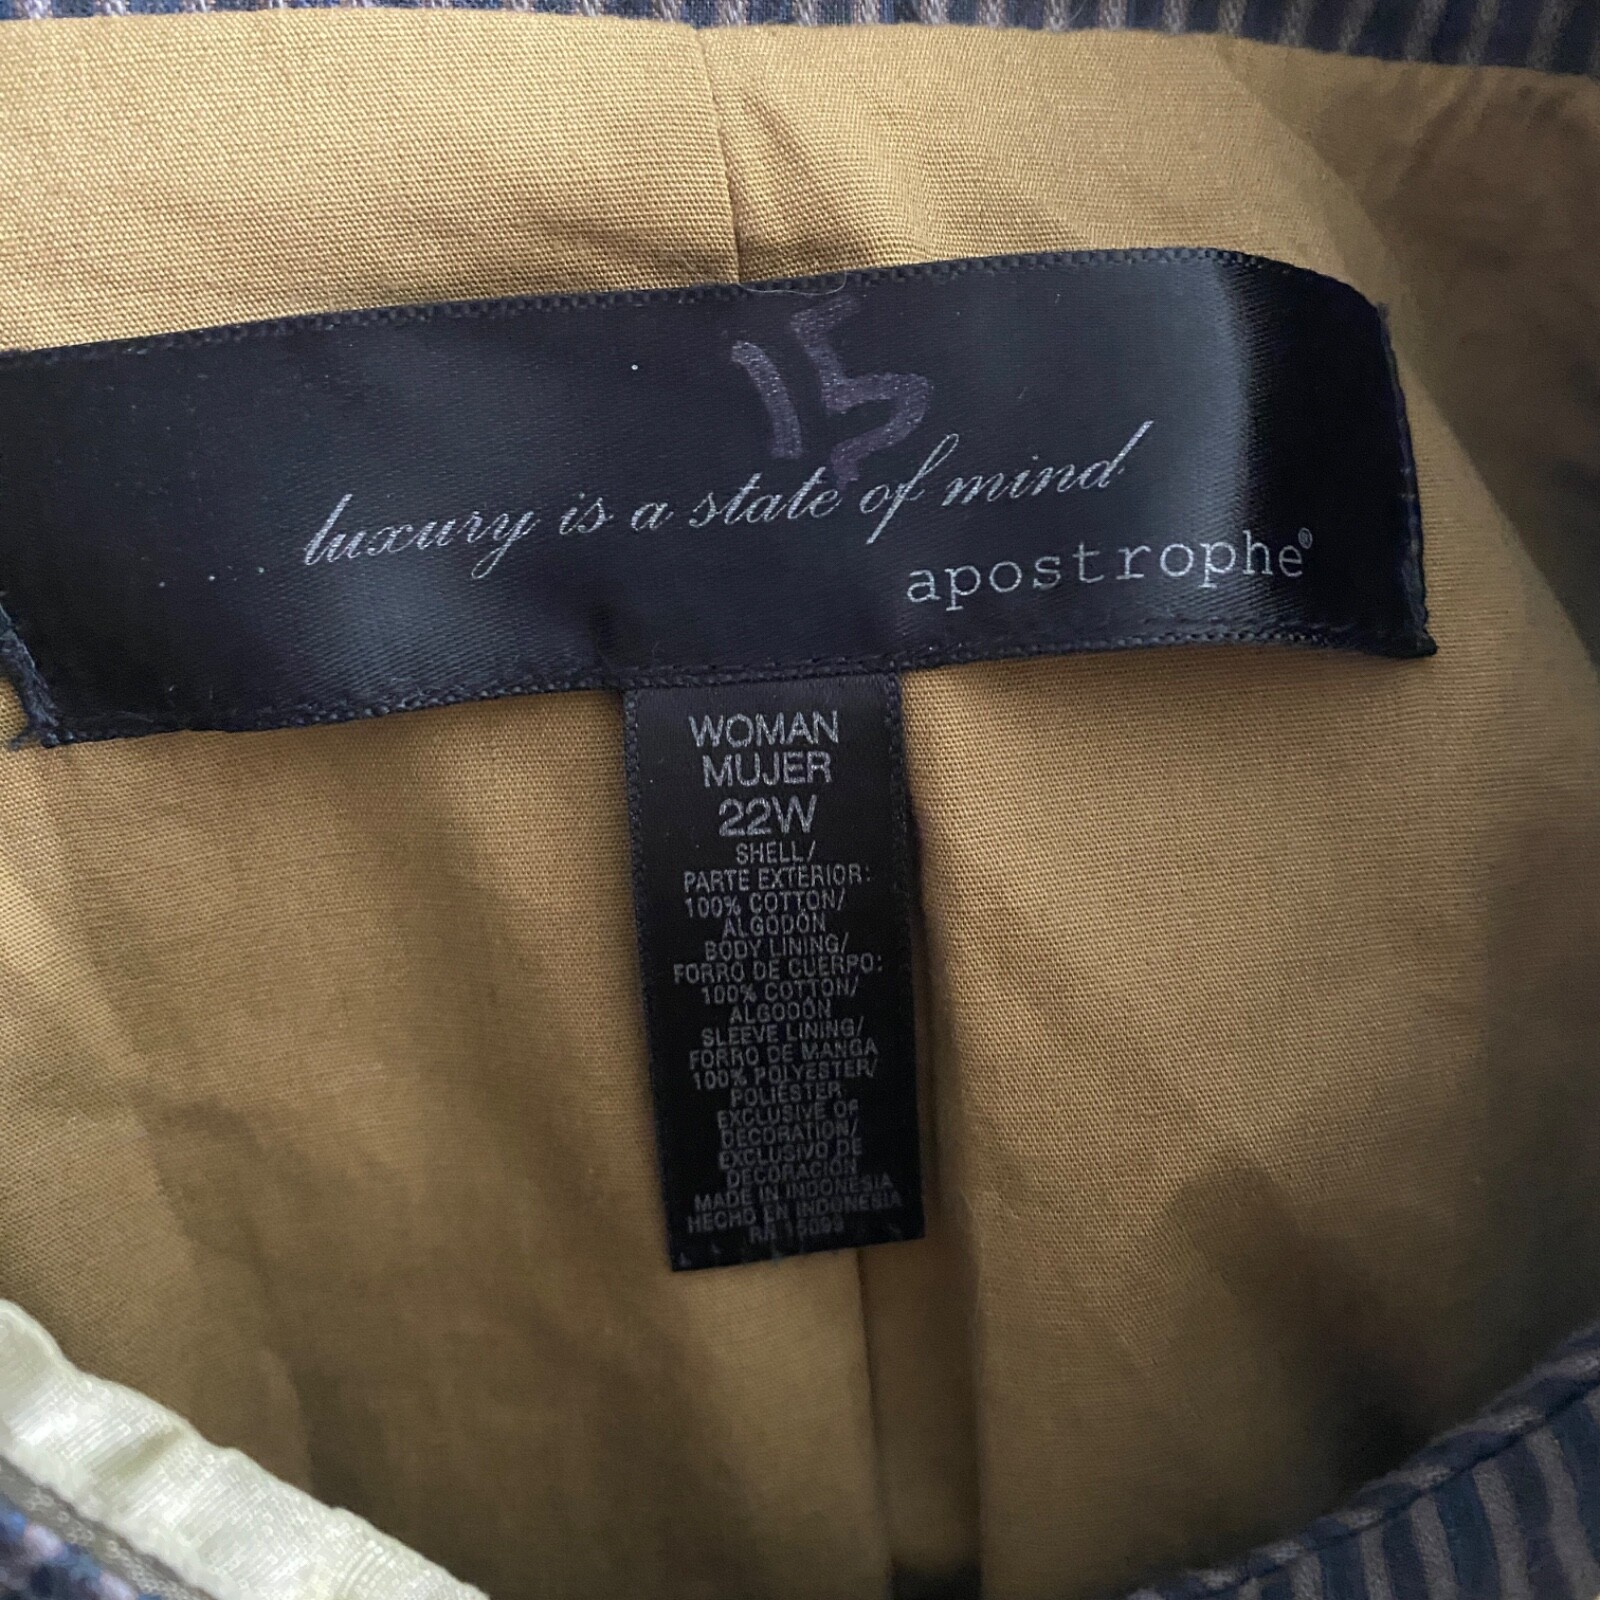 15
....luxury is a state of mind
apostrophe®
WOMAN
MUJER
22W
SHELL/
PARTE EXTERIOR:
100% COTTON/
ALGODÓN
BODY LINING/
FORRO DE CUERPO:
100% COTTON/
ALGODÓN
SLEEVE LINING/
FORRO DE MANGA
100% POLYESTER/
POLIÉSTER
EXCLUSIVE OF
DECORATION/
EXCLUSIVO DE
DECORACIÓN
MADE IN INDONESIA
HECHO EN INDONESIA
RN 15099